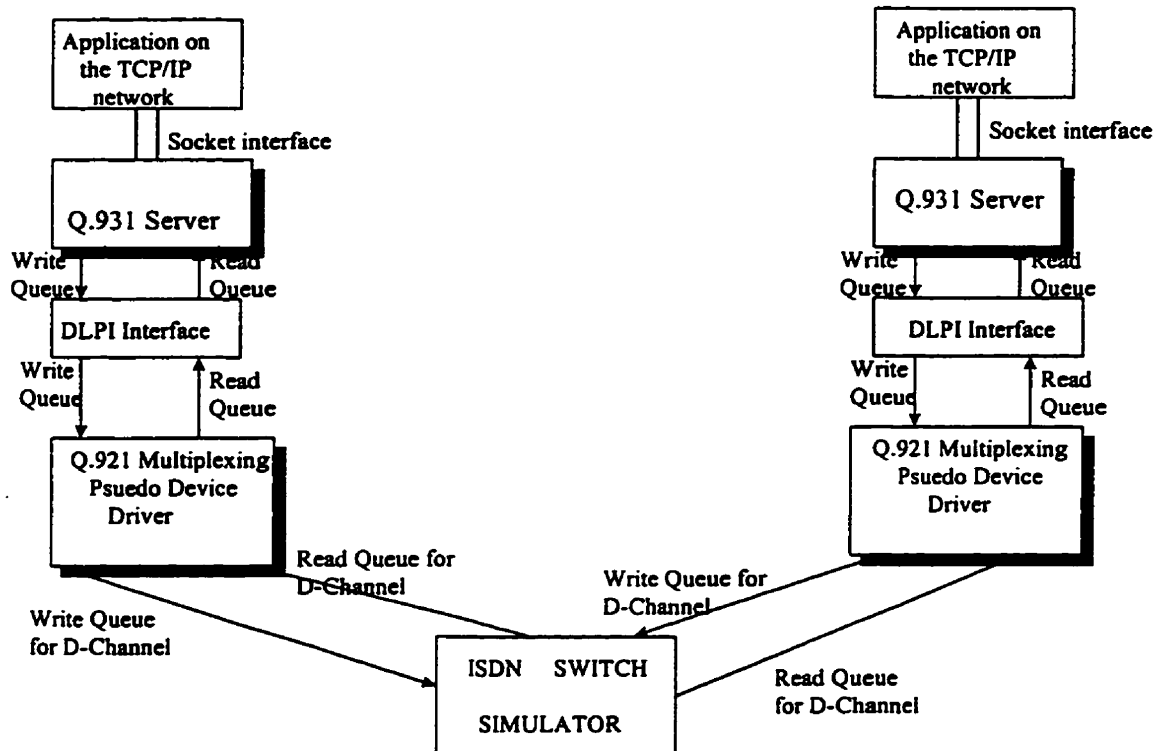 Application on
the TCP/IP
network
Socket interface
Q.931 Server
Write
Queue
Read
Queue
DLPI Interface
Write
Queue
Read
Queue
Q.921 Multiplexing
Psuedo Device
Driver
Read Queue for
D-Channel
Write Queue
for D-Channel
Application on
the TCP/IP
network
Socket interface
Q.931 Server
Write
Queue
Read
Queue
DLPI Interface
Write
Queue
Read
Queue
Q.921 Multiplexing
Psuedo Device
Driver
Write Queue for
D-Channel
Read Queue
for D-Channel
ISDN SWITCH
SIMULATOR